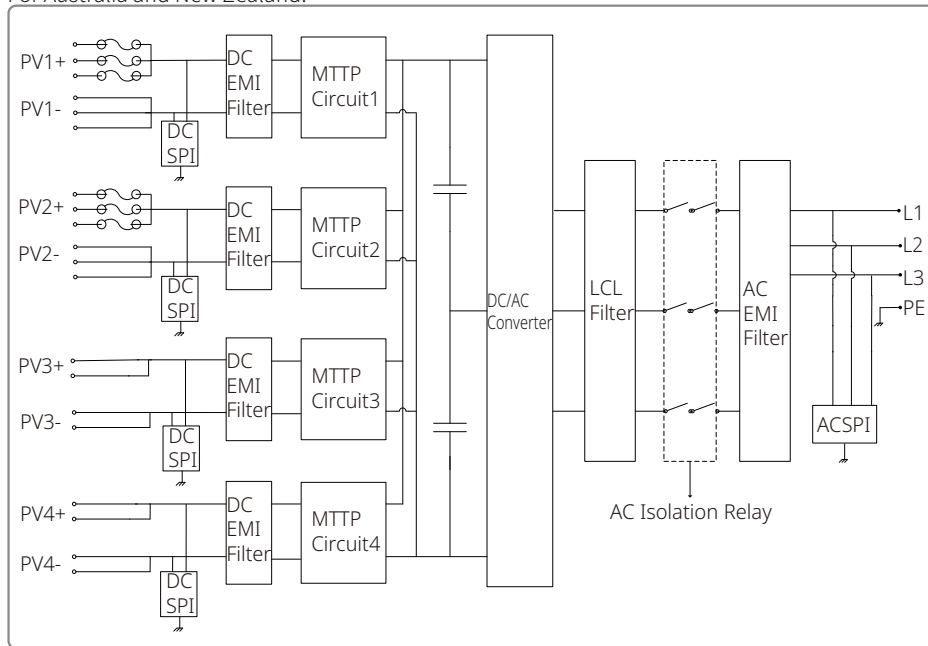 For Australia and New Zealand:
PV1+
PV1-
DC
SPI
DC
EMI
Filter
MTTP
Circuit1
PV2+
PV2-
DC
SPI
DC
EMI
Filter
MTTP
Circuit2
PV3+
PV3-
DC
SPI
DC
EMI
Filter
MTTP
Circuit3
PV4+
PV4-
DC
SPI
DC
EMI
Filter
MTTP
Circuit4
DC/AC
Converter
LCL
Filter
AC Isolation Relay
AC
EMI
Filter
L1
L2
L3
PE
ACSPI